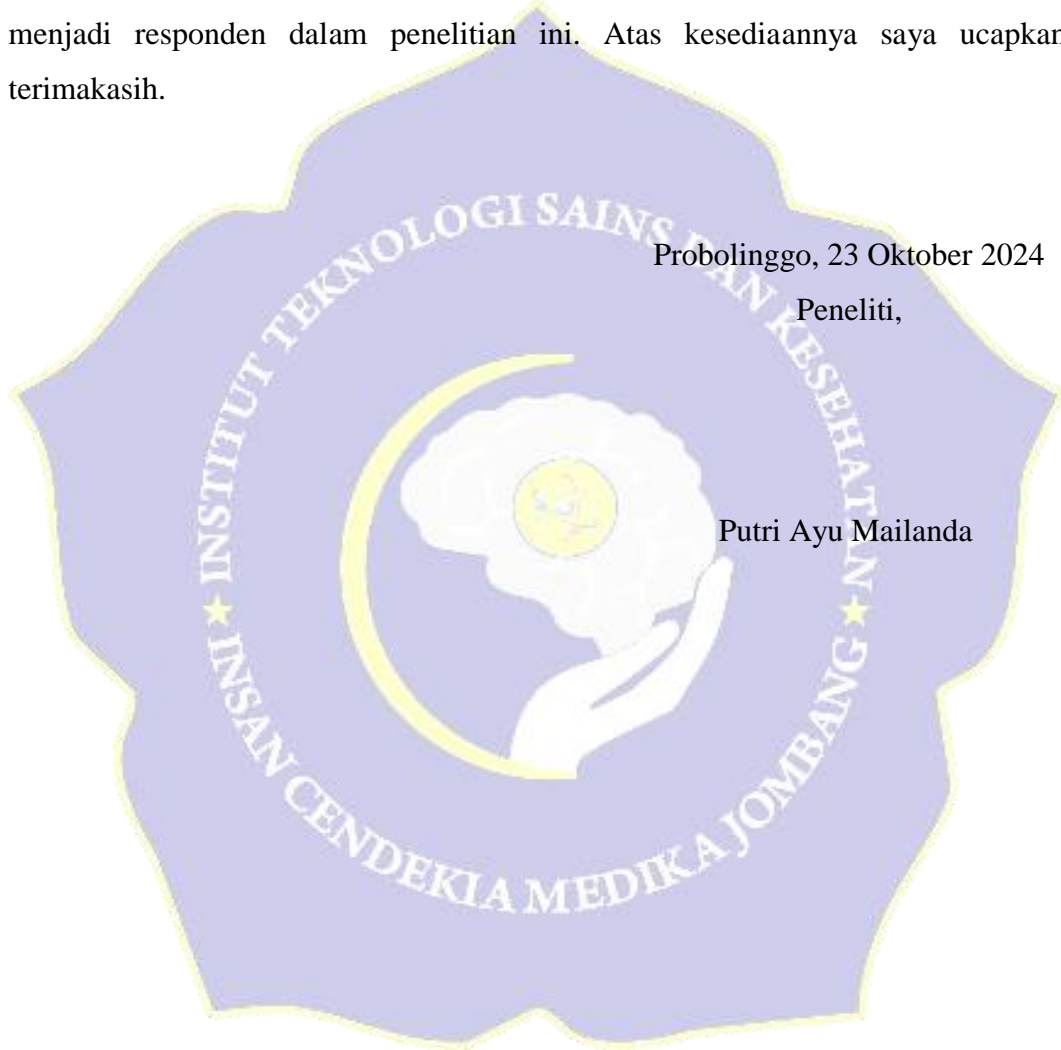 menjadi responden dalam penelitian ini. Atas kesediaannya saya ucapkan
terimakasih.
Probolinggo, 23 Oktober 2024
Peneliti,
Putri Ayu Mailanda
INSTITUT TEKNOLOGI SAINS DAN KESEHATAN
INSAN CENDEKIA MEDIKA JOMBANG